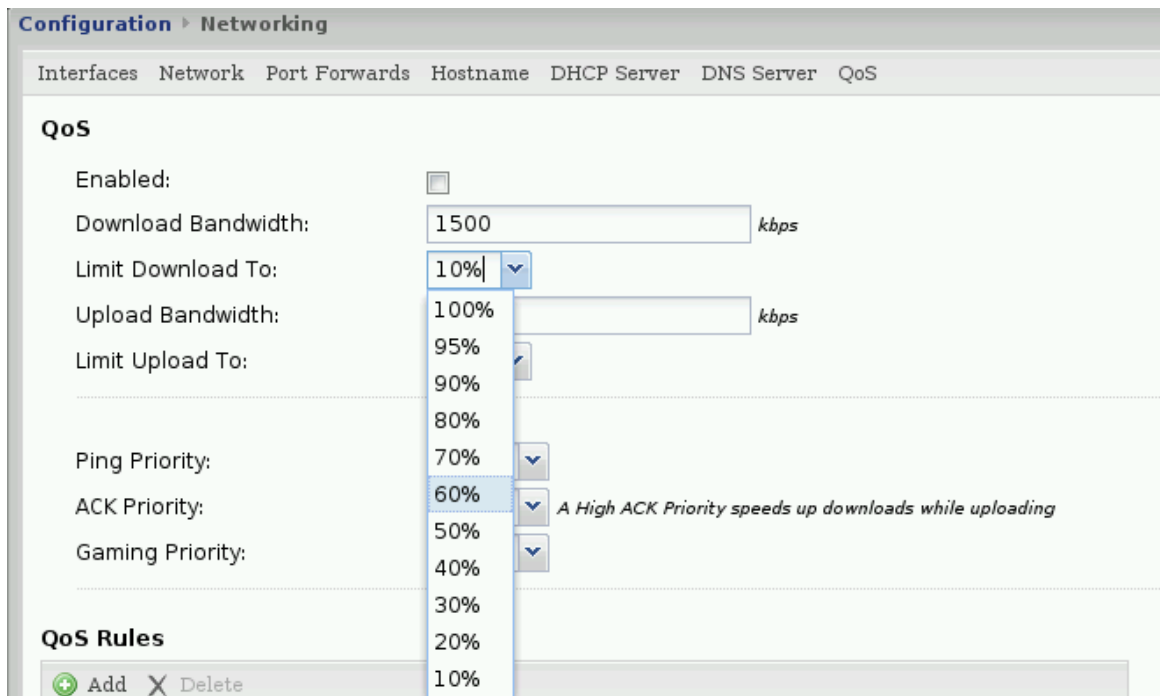 Configuration Networking
Interfaces Network Port Forwards Hostname DHCP Server DNS Server QoS
QoS
Enabled:
Download Bandwidth: 1500 kbps
Limit Download To: 10%
100%
Upload Bandwidth: kbps
95%
Limit Upload To:
90%
80%
70%
Ping Priority:
60%
ACK Priority: A High ACK Priority speeds up downloads while uploading
50%
Gaming Priority:
40%
30%
20%
QoS Rules
10%
Add Delete